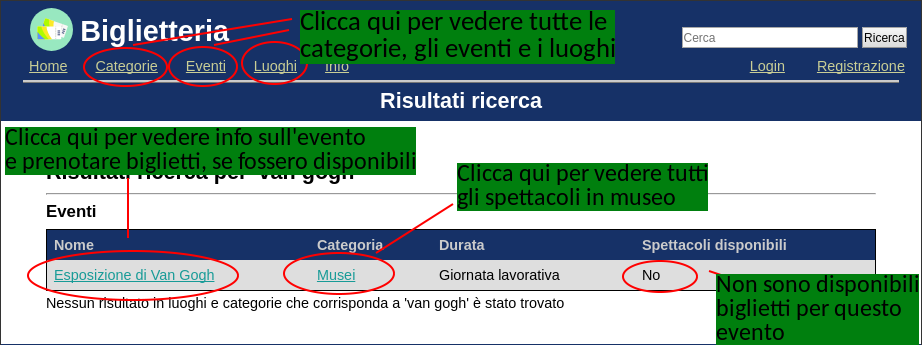 Biglietteria
Clicca qui per vedere tutte le
categorie, gli eventi e i luoghi
Cerca
Ricerca
Home
Categorie
Eventi
Luoghi
Info
Login
Registrazione
Risultati ricerca
Clicca qui per vedere info sull'evento
e prenotare biglietti, se fossero disponibili
Risultati ricerca per 'van gogh'
Clicca qui per vedere tutti
gli spettacoli in museo
Eventi
Nome Categoria Durata Spettacoli disponibili
Esposizione di Van Gogh Musei Giornata lavorativa No
Nessun risultato in luoghi e categorie che corrisponda a 'van gogh' è stato trovato
Non sono disponibili
biglietti per questo
evento